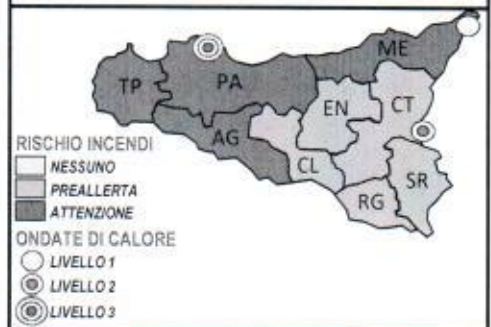 ME
TP
PA
EN
CT
AG
CL
SR
RG
RISCHIO INCENDI
NESSUNO
PREALLERTA
ATTENZIONE
ONDATE DI CALORE
LIVELLO 1
LIVELLO 2
LIVELLO 3